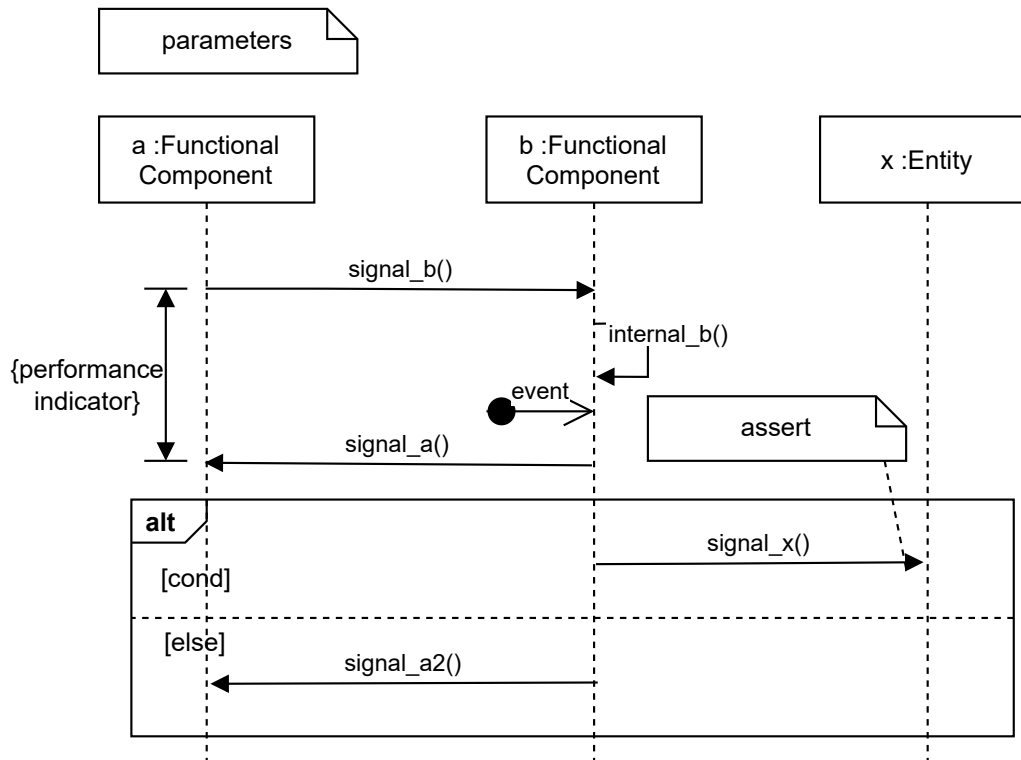 parameters
a :Functional
Component
b :Functional
Component
x :Entity
signal_b()
internal_b()
{performance
indicator}
event
assert
signal_a()
alt
signal_x()
[cond]
[else]
signal_a2()